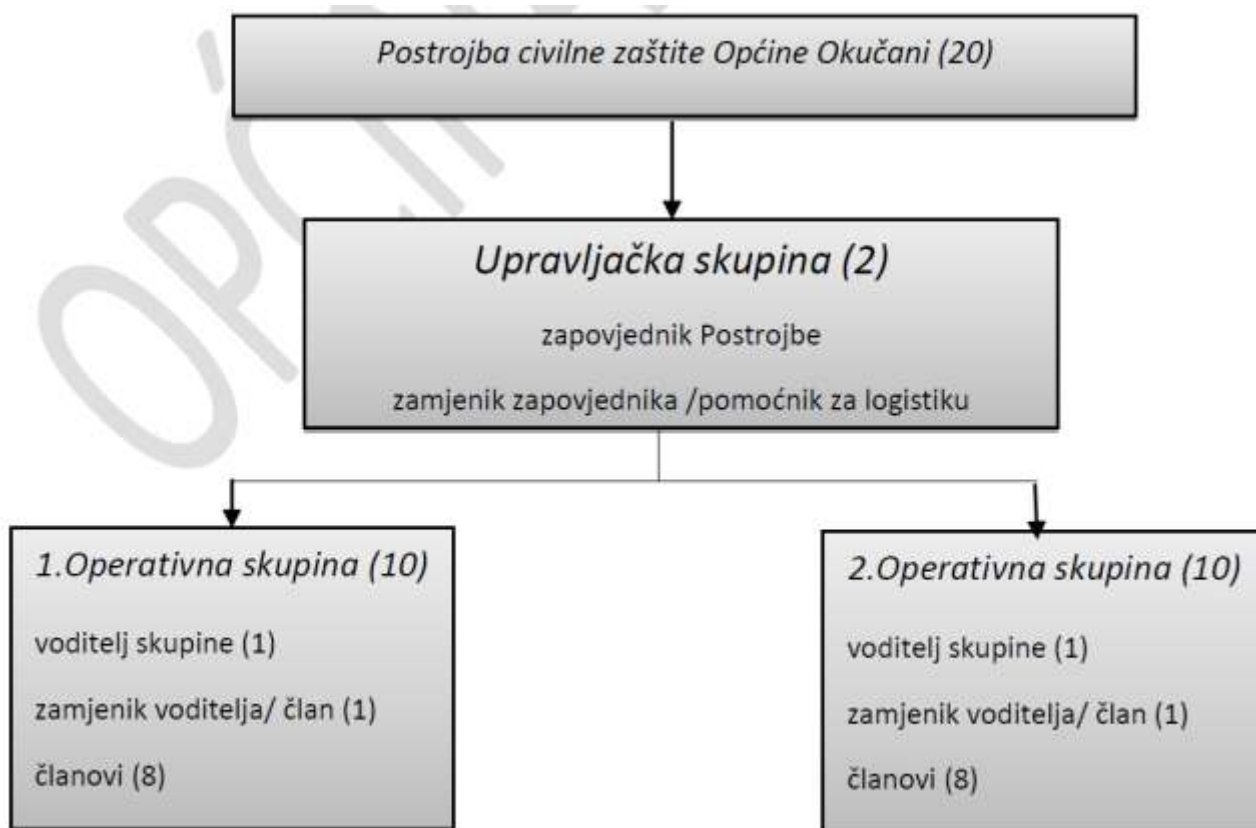 Postrojba civilne zaštite Općine Okučani (20)
Upravljačka skupina (2)
zapovjednik Postrojbe
zamjenik zapovjednika /pomoćnik za logistiku
1.Operativna skupina (10)
voditelj skupine (1)
zamjenik voditelja/ član (1)
članovi (8)
2.Operativna skupina (10)
voditelj skupine (1)
zamjenik voditelja/ član (1)
članovi (8)